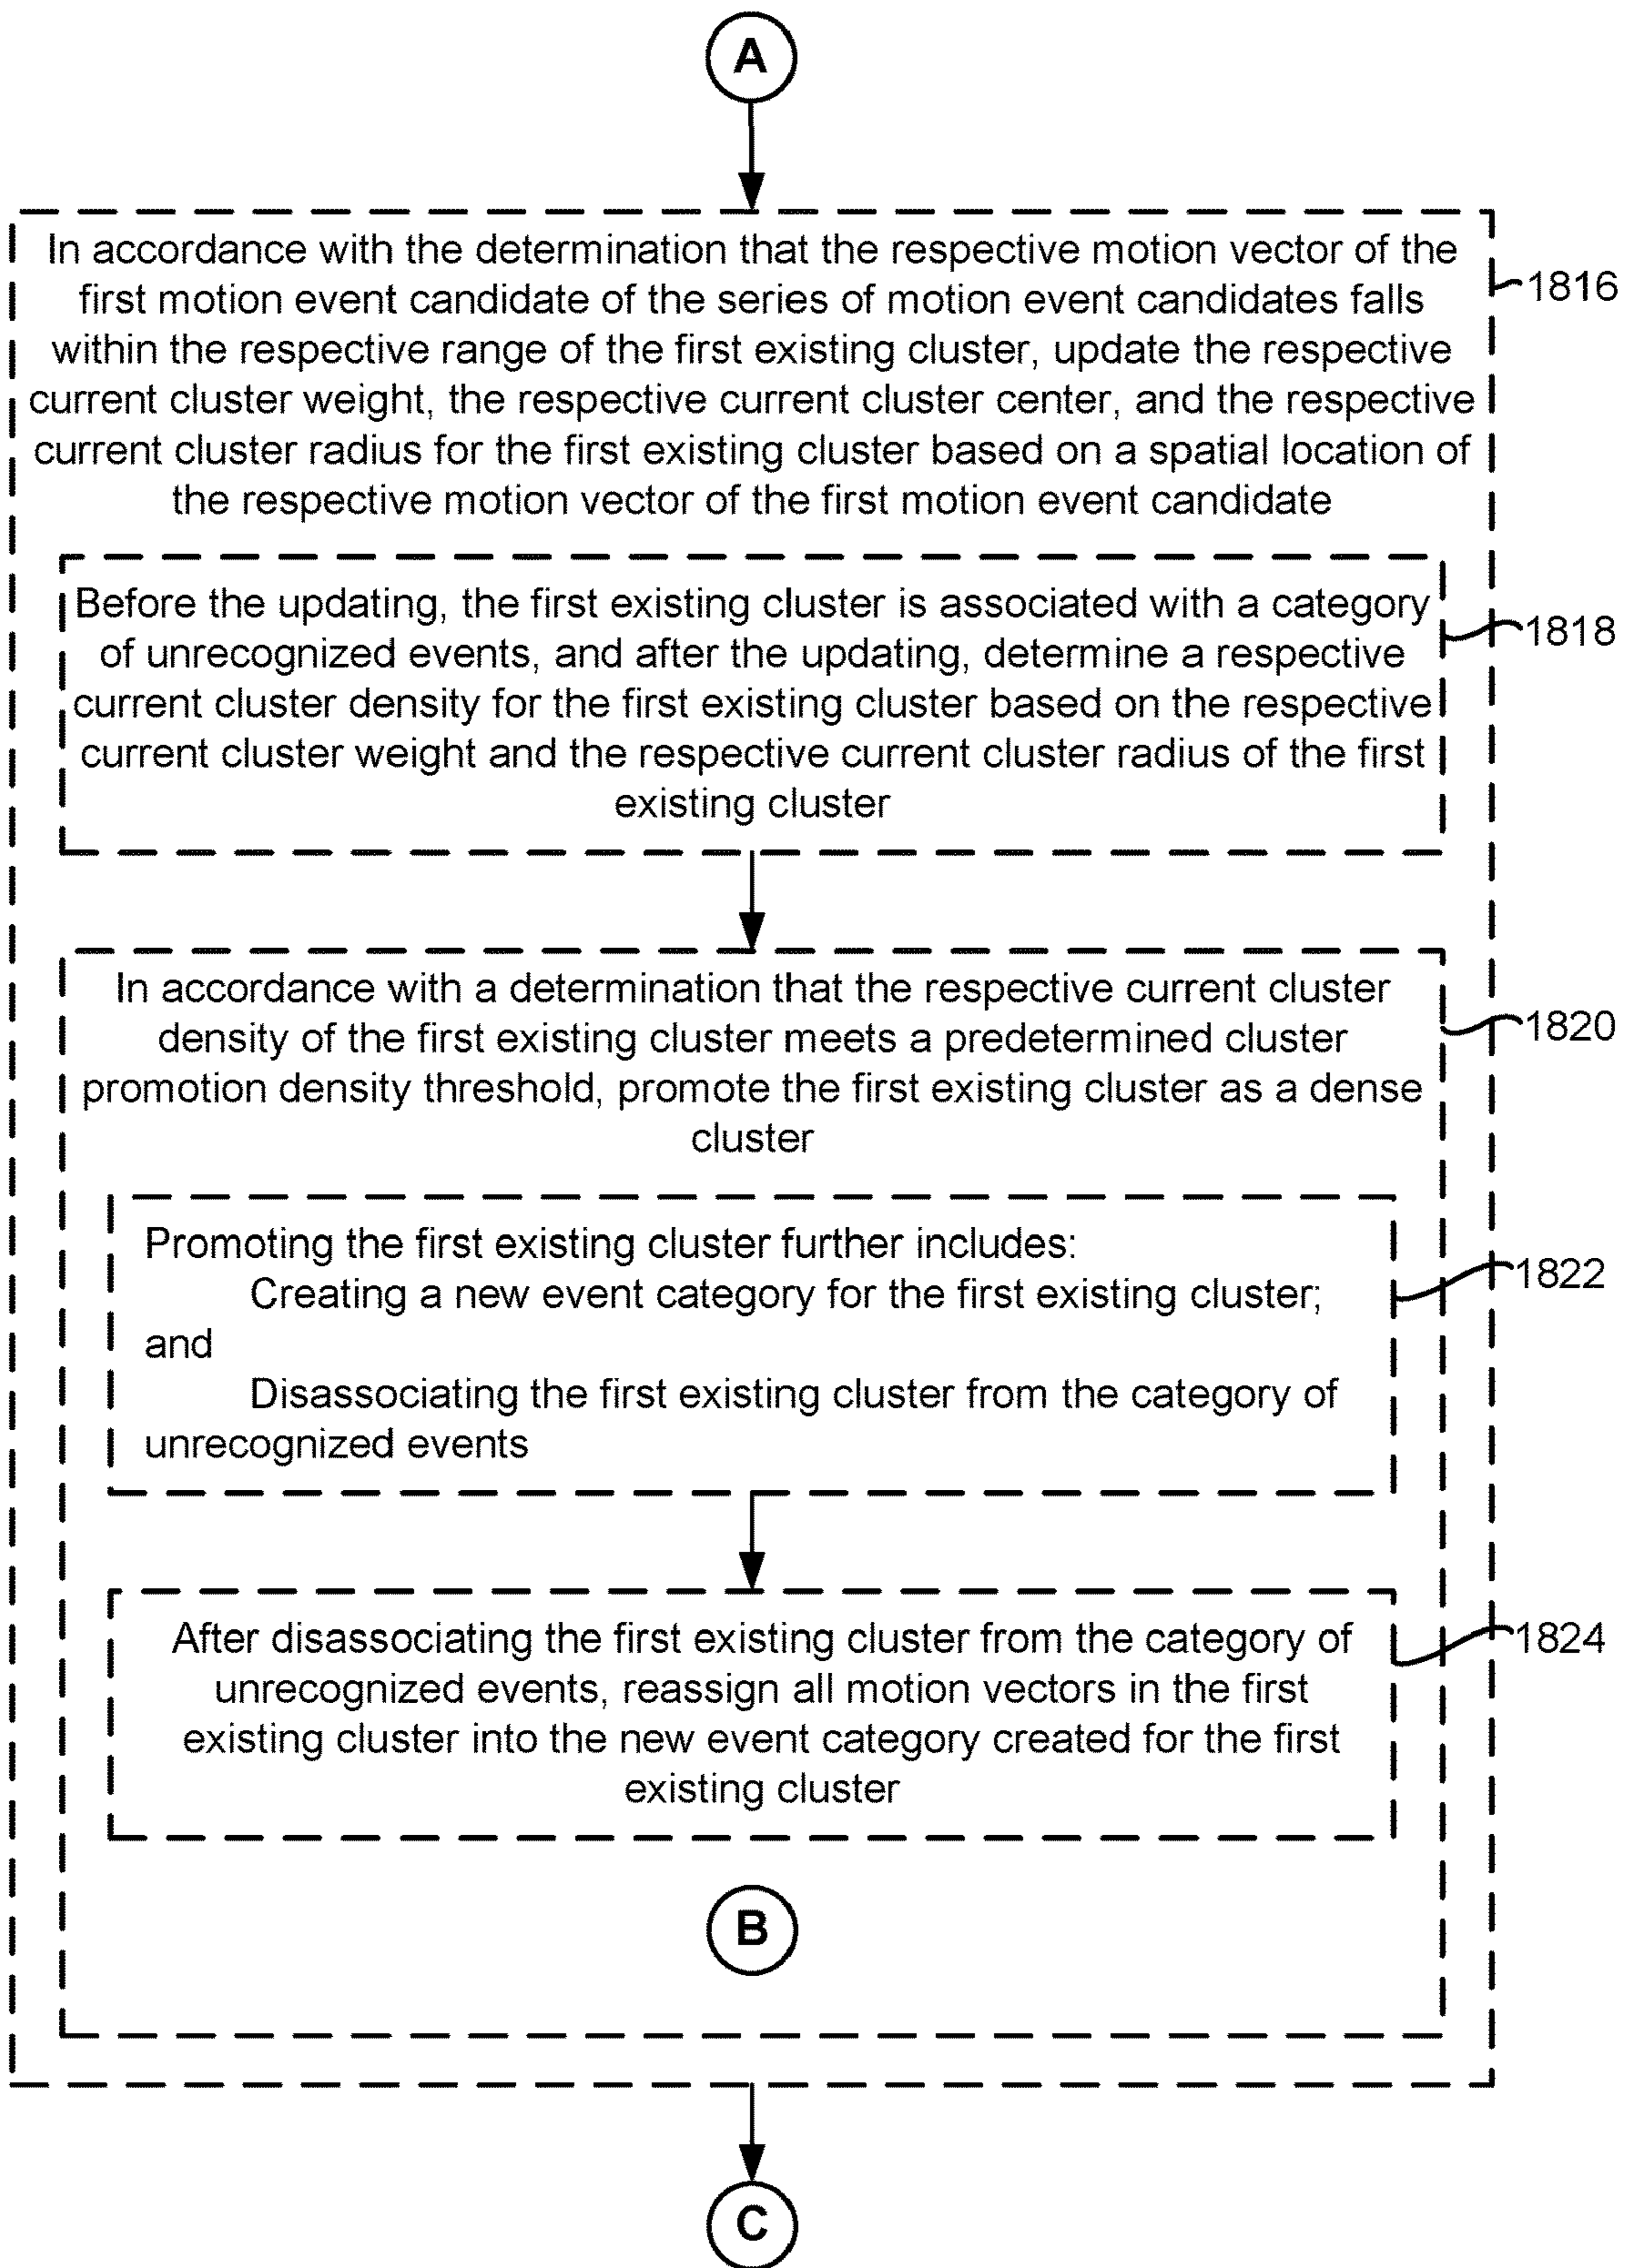 A
In accordance with the determination that the respective motion vector of the
first motion event candidate of the series of motion event candidates falls
within the respective range of the first existing cluster, update the respective
current cluster weight, the respective current cluster center, and the respective
current cluster radius for the first existing cluster based on a spatial location of
the respective motion vector of the first motion event candidate
1816
Before the updating, the first existing cluster is associated with a category
of unrecognized events, and after the updating, determine a respective
current cluster density for the first existing cluster based on the respective
current cluster weight and the respective current cluster radius of the first
existing cluster
1818
In accordance with a determination that the respective current cluster
density of the first existing cluster meets a predetermined cluster
promotion density threshold, promote the first existing cluster as a dense
cluster
1820
Promoting the first existing cluster further includes:
Creating a new event category for the first existing cluster;
and
Disassociating the first existing cluster from the category of
unrecognized events
1822
After disassociating the first existing cluster from the category of
unrecognized events, reassign all motion vectors in the first
existing cluster into the new event category created for the first
existing cluster
1824
B
C